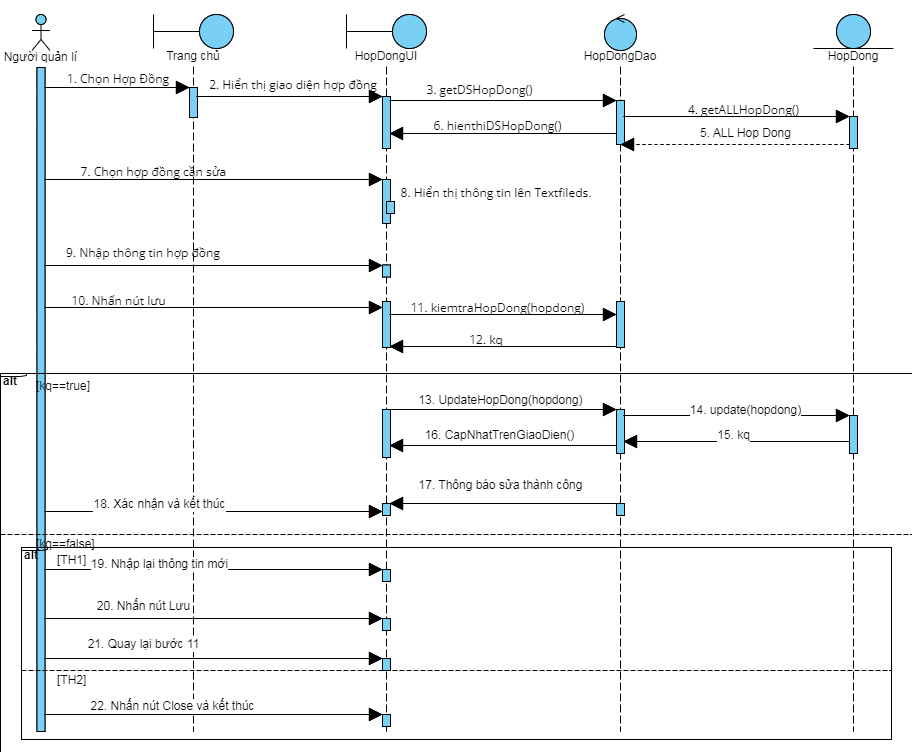 Người quản lí
Trang chủ
HopDongUI
HopDongDao
HopDong
1. Chọn Hợp Đồng
2. Hiển thị giao diện hợp đồng
3. getDSHopDong()
4. getALLHopDong()
5. ALL Hop Dong
6. hienthiDSHopDong()
7. Chọn hợp đồng cần sửa
8. Hiển thị thông tin lên Textfileds.
9. Nhập thông tin hợp đồng
10. Nhấn nút lưu
11. kiemtraHopDong(hopdong)
12. kq
alt
[kq==true]
13. UpdateHopDong(hopdong)
14. update(hopdong)
15. kq
16. CapNhatTrenGiaoDien()
17. Thông báo sửa thành công
18. Xác nhận và kết thúc
[kq==false]
alt
[TH1]
19. Nhập lại thông tin mới
20. Nhấn nút Lưu
21. Quay lại bước 11
[TH2]
22. Nhấn nút Close và kết thúc